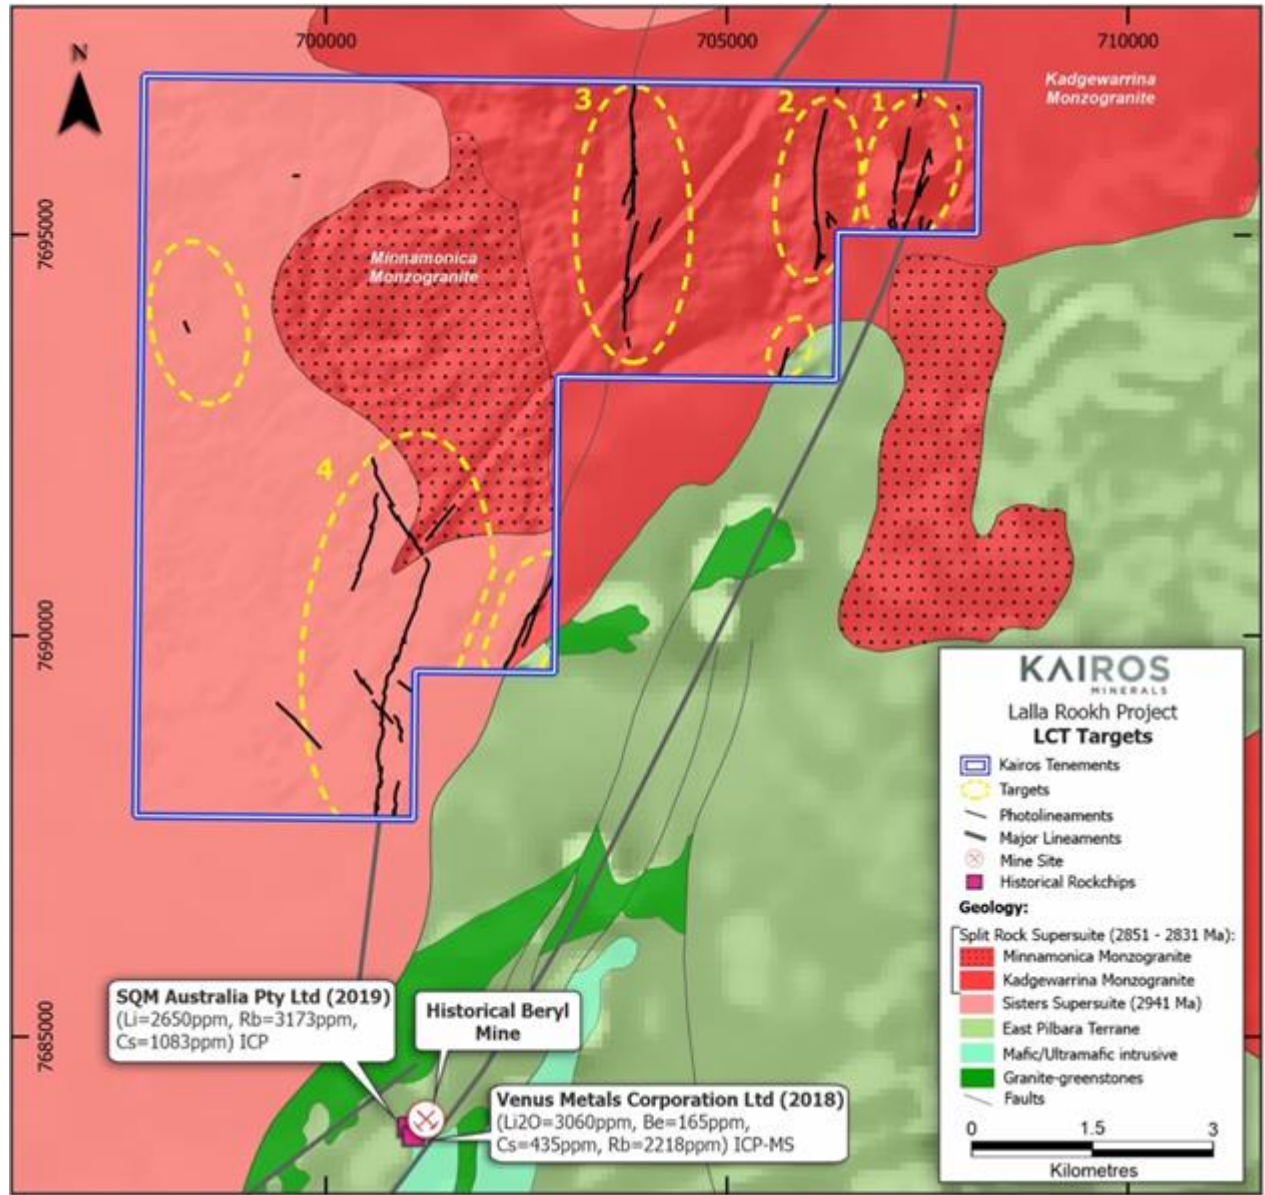 700000
705000
710000
N
Kadgewarrina
Monzogranite
3
2
1
7695000
Minnamonica
Monzogranite
4
7690000
KAIROS
MINERALS
Lalla Rookh Project
LCT Targets
Kairos Tenements
Targets
Photolineaments
Major Lineaments
Mine Site
Historical Rockchips
Geology:
Split Rock Supersuite (2851 - 2831 Ma):
Minnamonica Monzogranite
Kadgewarrina Monzogranite
Sisters Supersuite (2941 Ma)
East Pilbara Terrane
Mafic/Ultramafic intrusive
Granite-greenstones
Faults
0 1.5 3
Kilometres
7685000
SQM Australia Pty Ltd (2019)
(Li=2650ppm, Rb=3173ppm,
Cs=1083ppm) ICP
Historical Beryl
Mine
Venus Metals Corporation Ltd (2018)
(Li2O=3060ppm, Be=165ppm,
Cs=435ppm, Rb=2218ppm) ICP-MS